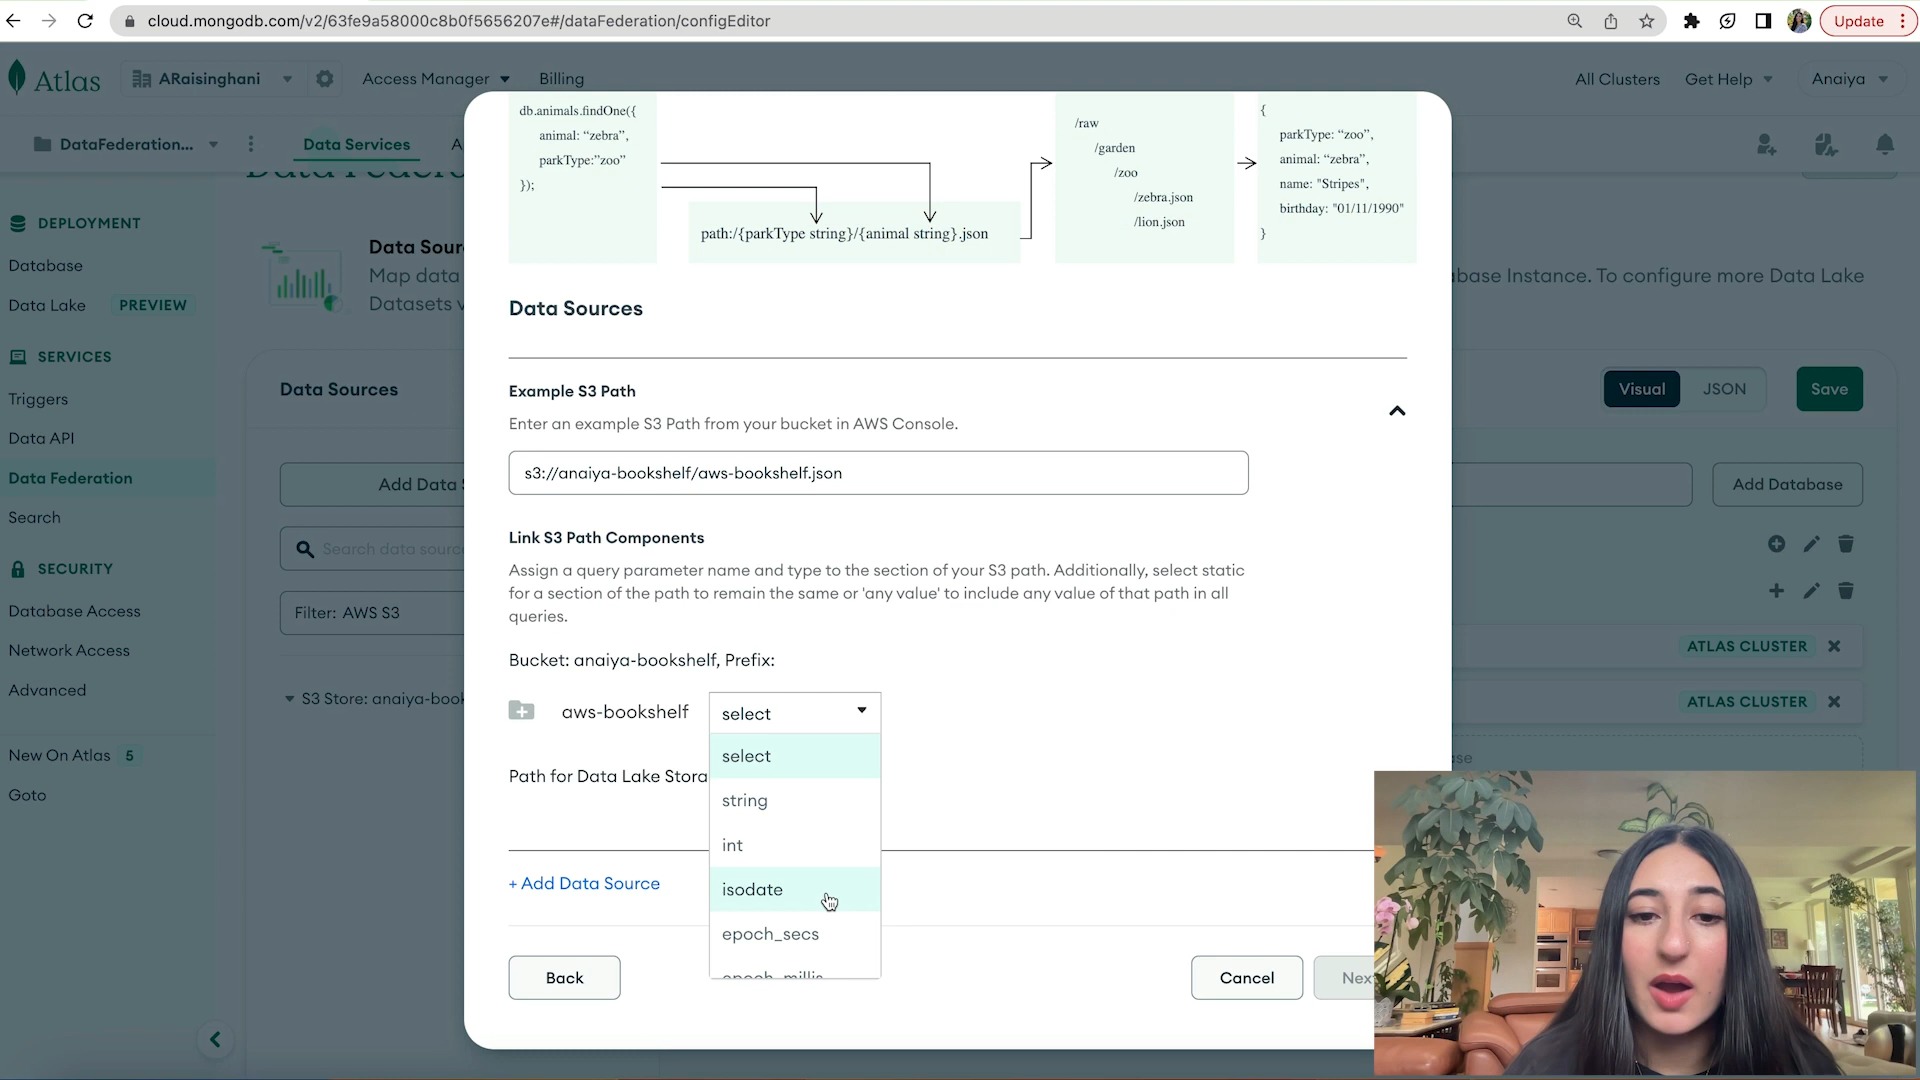 cloud.mongodb.com/v2/63fe9a58000c8b0f5656207e#/dataFederation/configEditor
Update
Atlas
ARaisinghani
Access Manager
Billing
All Clusters
Get Help
Anaiya
DataFederation...
Data Services
A
Data Feder
DEPLOYMENT
Database
Data Lake PREVIEW
SERVICES
Triggers
Data API
Data Federation
Search
SECURITY
Database Access
Network Access
Advanced
New On Atlas 5
Goto
Data Sour
Map data
Datasets v
base Instance. To configure more Data Lake
Data Sources
Visual
JSON
Save
Add Data S
Search data source
Filter: AWS S3
S3 Store: anaiya-book
Add Database
ATLAS CLUSTER
ATLAS CLUSTER
db.animals.findOne({
animal: “zebra”,
parkType:”zoo”
});
path:/{parkType string}/{animal string}.json
/raw
/garden
/zoo
/zebra.json
/lion.json
{
parkType: “zoo”,
animal: “zebra”,
name: "Stripes",
birthday: "01/11/1990"
}
Data Sources
Example S3 Path
Enter an example S3 Path from your bucket in AWS Console.
s3://anaiya-bookshelf/aws-bookshelf.json
Link S3 Path Components
Assign a query parameter name and type to the section of your S3 path. Additionally, select static
for a section of the path to remain the same or 'any value' to include any value of that path in all
queries.
Bucket: anaiya-bookshelf, Prefix:
aws-bookshelf
select
select
string
int
isodate
epoch_secs
epoch_millis
Path for Data Lake Stora
+ Add Data Source
Back
Cancel
Nex